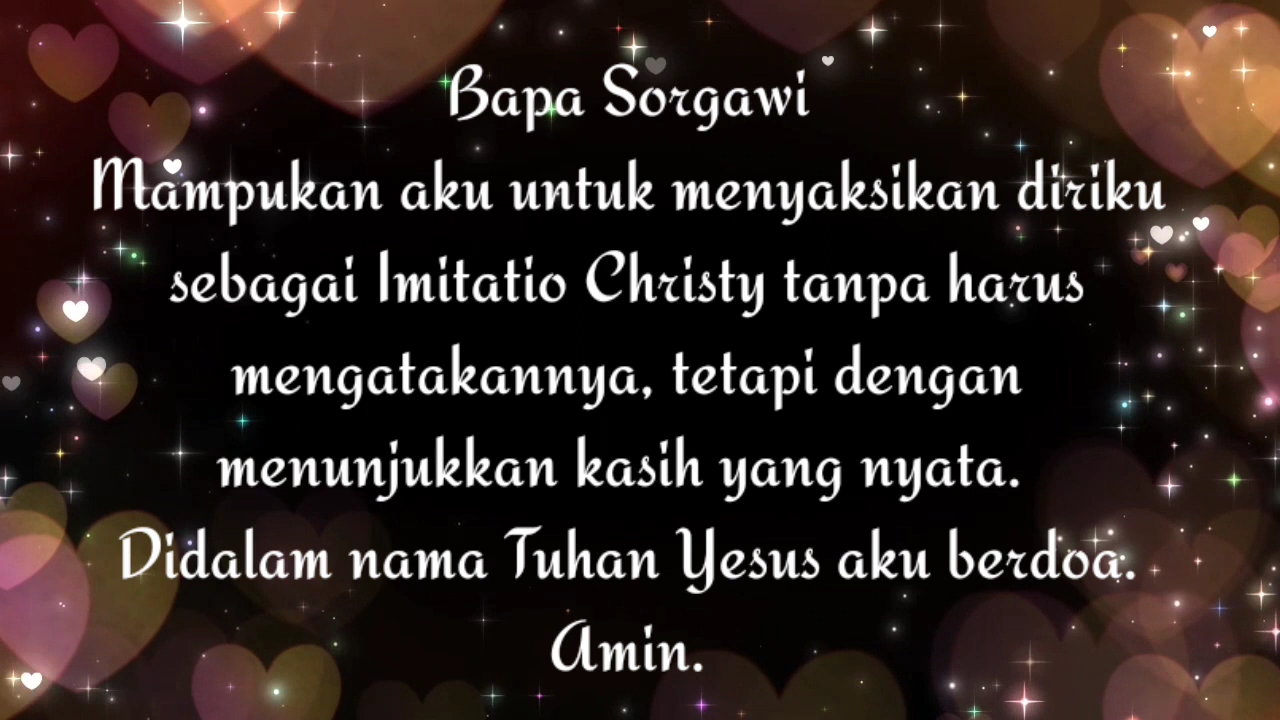 Bapa Sorgawi
Mampukan aku untuk menyaksikan diriku
sebagai Imitatio Christy tanpa harus
mengatakannya, tetapi dengan
menunjukkan kasih yang nyata.
Didalam nama Tuhan Yesus aku berdoa.
Amin.